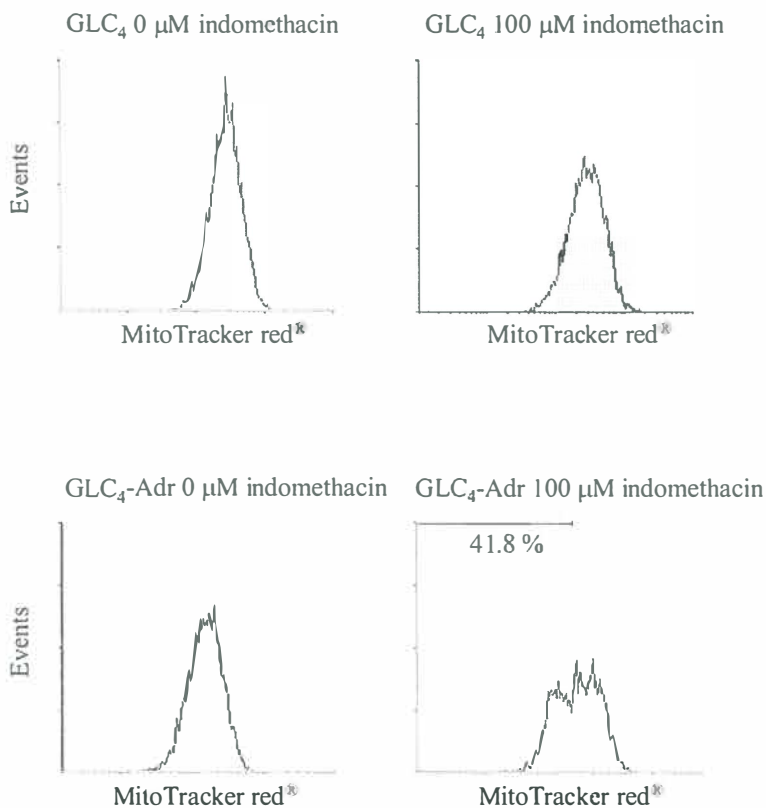 GLC₄ 0 μM indomethacin
GLC₄ 100 μM indomethacin
Events
MitoTracker red®
MitoTracker red®
GLC₄-Adr 0 μM indomethacin
GLC₄-Adr 100 μM indomethacin
41.8 %
Events
MitoTracker red®
MitoTracker red®